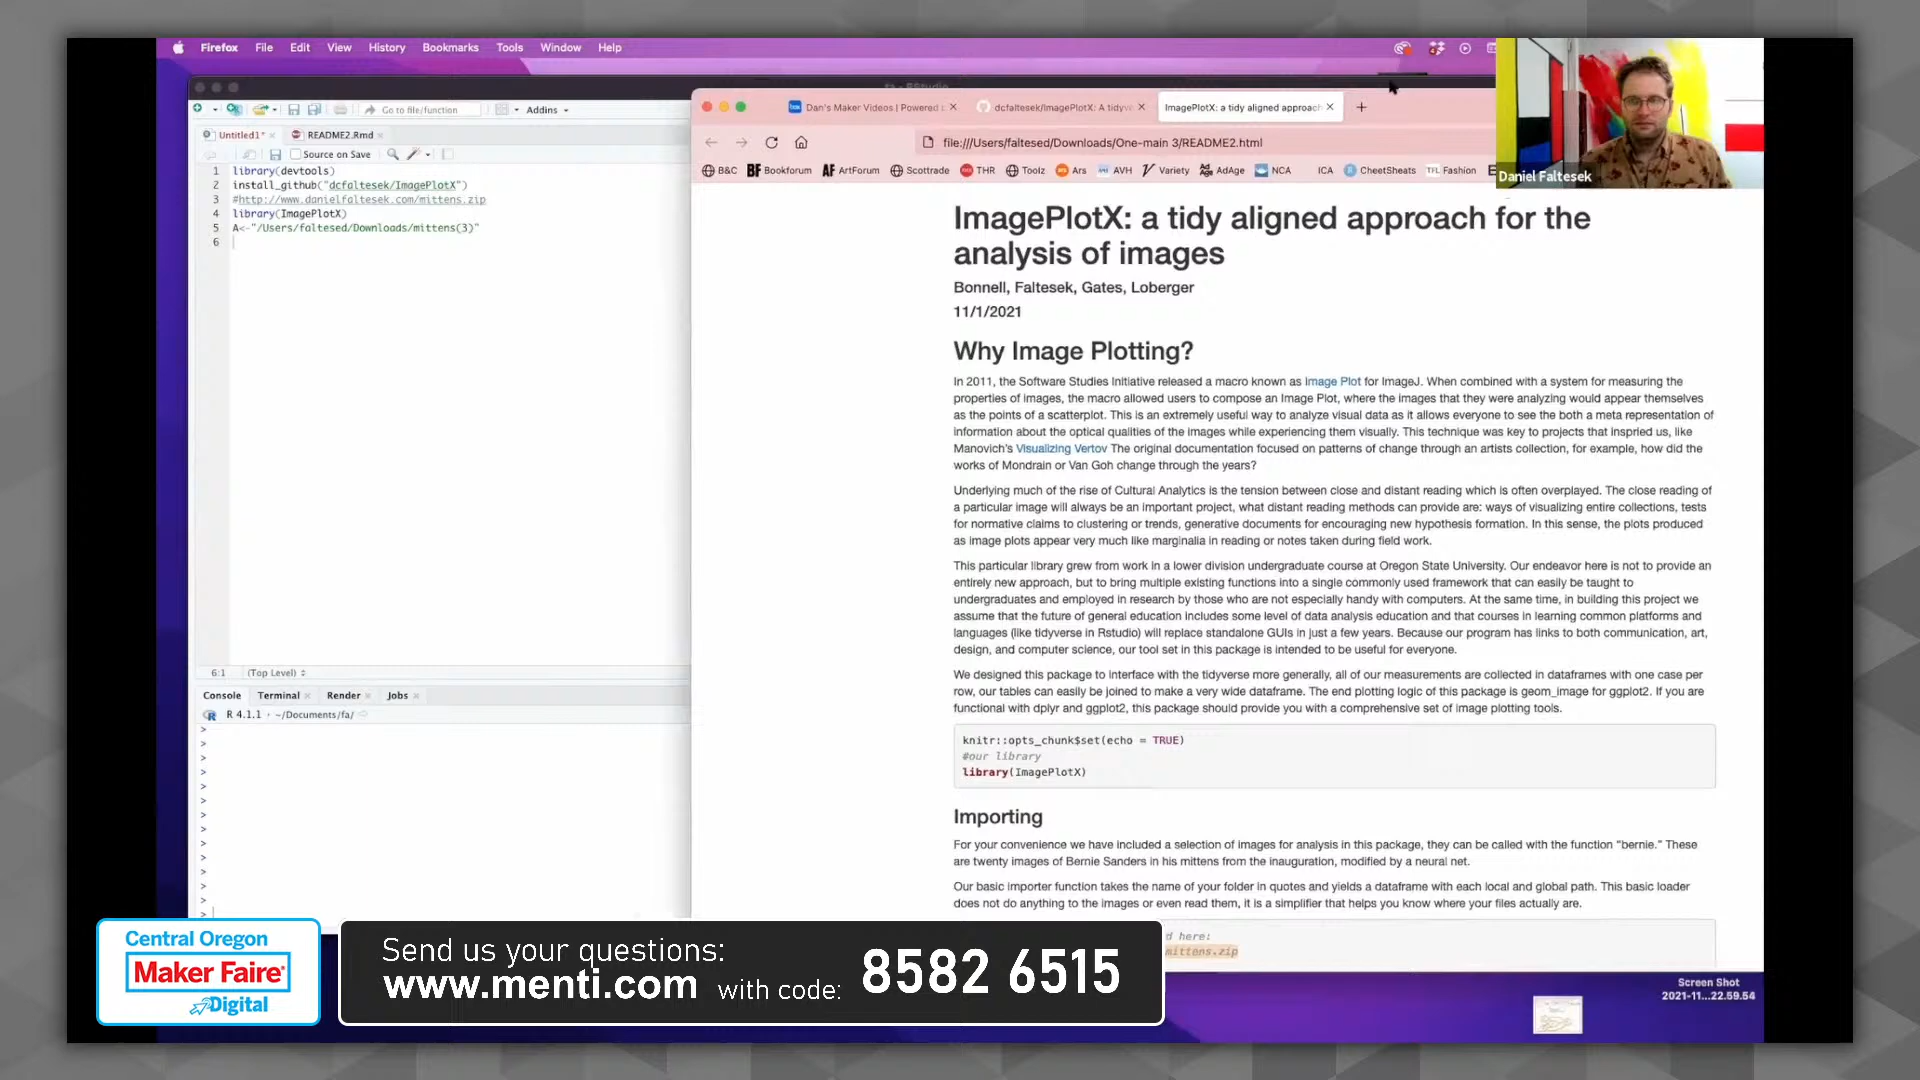 Firefox File Edit View History Bookmarks Tools Window Help
Go to file/function
Addins
Untitled1*
README2.Rmd
Source on Save
1 library(devtools)
2 install_github("dcfaltesek/ImagePlotX")
3 #http://www.danielfaltesek.com/mittens.zip
4 library(ImagePlotX)
5 A<-"/Users/faltesed/Downloads/mittens(3)"
6
6:1 (Top Level)
Console Terminal Render Jobs
R 4.1.1 · ~/Documents/fa/
Dan's Maker Videos | Powered
dcfaltesek/ImagePlotX: A tidyv
ImagePlotX: a tidy aligned approach
file:///Users/faltesed/Downloads/One-main 3/README2.html
B&C Bookforum ArtForum Scottrade THR Toolz Ars AVH Variety AdAge NCA ICA CheetSheats Fashion
Daniel Faltesek
ImagePlotX: a tidy aligned approach for the
analysis of images
Bonnell, Faltesek, Gates, Loberger
11/1/2021
Why Image Plotting?
In 2011, the Software Studies Initiative released a macro known as Image Plot for ImageJ. When combined with a system for measuring the
properties of images, the macro allowed users to compose an Image Plot, where the images that they were analyzing would appear themselves
as the points of a scatterplot. This is an extremely useful way to analyze visual data as it allows everyone to see the both a meta representation of
information about the optical qualities of the images while experiencing them visually. This technique was key to projects that inspried us, like
Manovich's Visualizing Vertov The original documentation focused on patterns of change through an artists collection, for example, how did the
works of Mondrain or Van Goh change through the years?
Underlying much of the rise of Cultural Analytics is the tension between close and distant reading which is often overplayed. The close reading of
a particular image will always be an important project, what distant reading methods can provide are: ways of visualizing entire collections, tests
for normative claims to clustering or trends, generative documents for encouraging new hypothesis formation. In this sense, the plots produced
as image plots appear very much like marginalia in reading or notes taken during field work.
This particular library grew from work in a lower division undergraduate course at Oregon State University. Our endeavor here is not to provide an
entirely new approach, but to bring multiple existing functions into a single commonly used framework that can easily be taught to
undergraduates and employed in research by those who are not especially handy with computers. At the same time, in building this project we
assume that the future of general education includes some level of data analysis education and that courses in learning common platforms and
languages (like tidyverse in Rstudio) will replace standalone GUIs in just a few years. Because our program has links to both communication, art,
design, and computer science, our tool set in this package is intended to be useful for everyone.
We designed this package to interface with the tidyverse more generally, all of our measurements are collected in dataframes with one case per
row, our tables can easily be joined to make a very wide dataframe. The end plotting logic of this package is geom_image for ggplot2. If you are
functional with dplyr and ggplot2, this package should provide you with a comprehensive set of image plotting tools.
knitr::opts_chunk$set(echo = TRUE)
#our library
library(ImagePlotX)
Importing
For your convenience we have included a selection of images for analysis in this package, they can be called with the function "bernie." These
are twenty images of Bernie Sanders in his mittens from the inauguration, modified by a neural net.
Our basic importer function takes the name of your folder in quotes and yields a dataframe with each local and global path. This basic loader
does not do anything to the images or even read them, it is a simplifier that helps you know where your files actually are.
d here:
mittens.zip
Screen Shot
2021-11...22.59.54
Central Oregon
Maker Faire
Digital
Send us your questions:
www.menti.com with code: 8582 6515